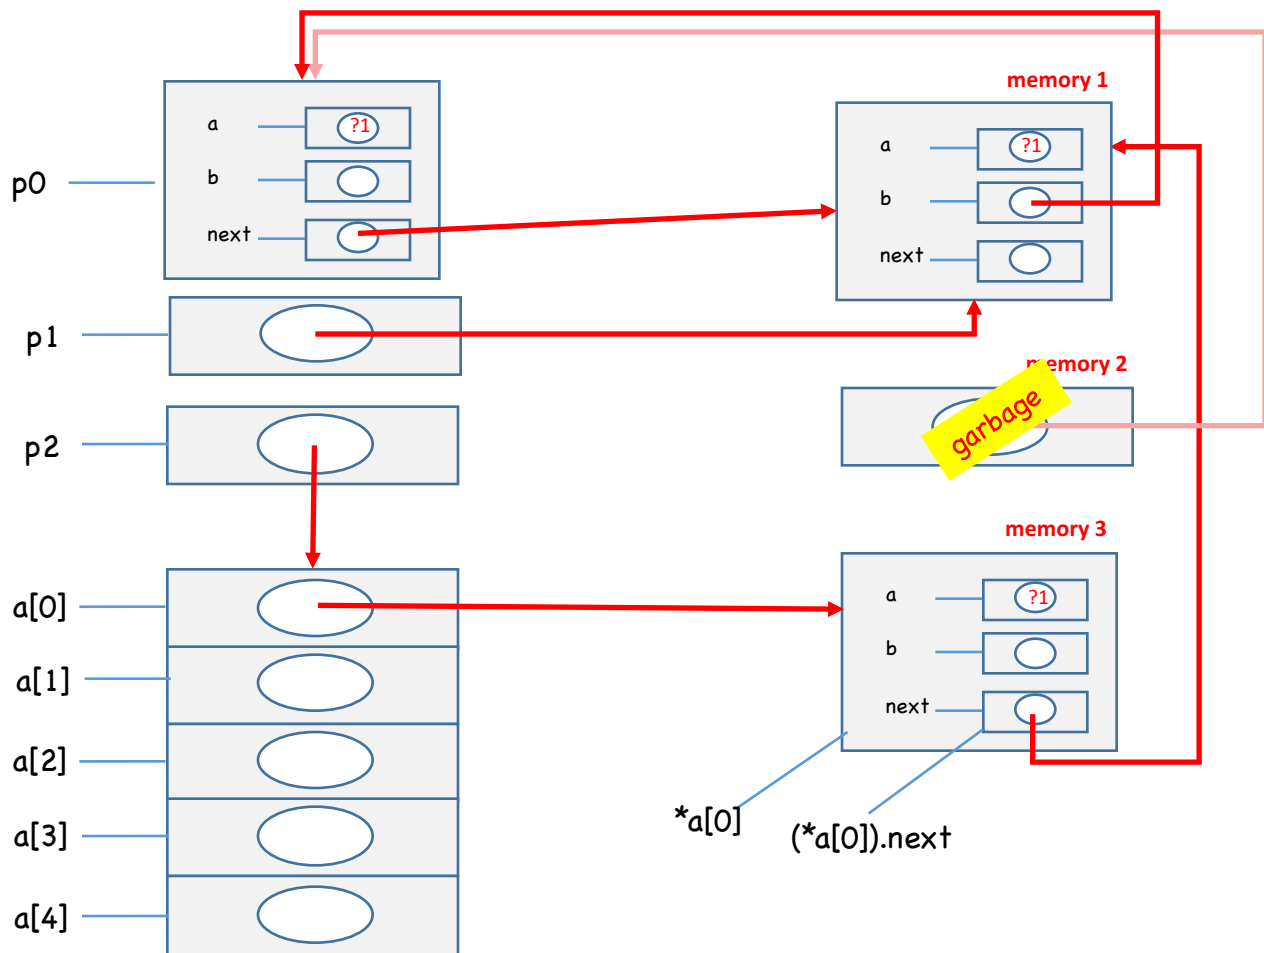 memory 1
a ?1
b
next
p0
a ?1
b
next
p1
memory 2
garbage
p2
memory 3
a[0]
a ?1
b
next
a[1]
a[2]
*a[0]
(*a[0]).next
a[3]
a[4]